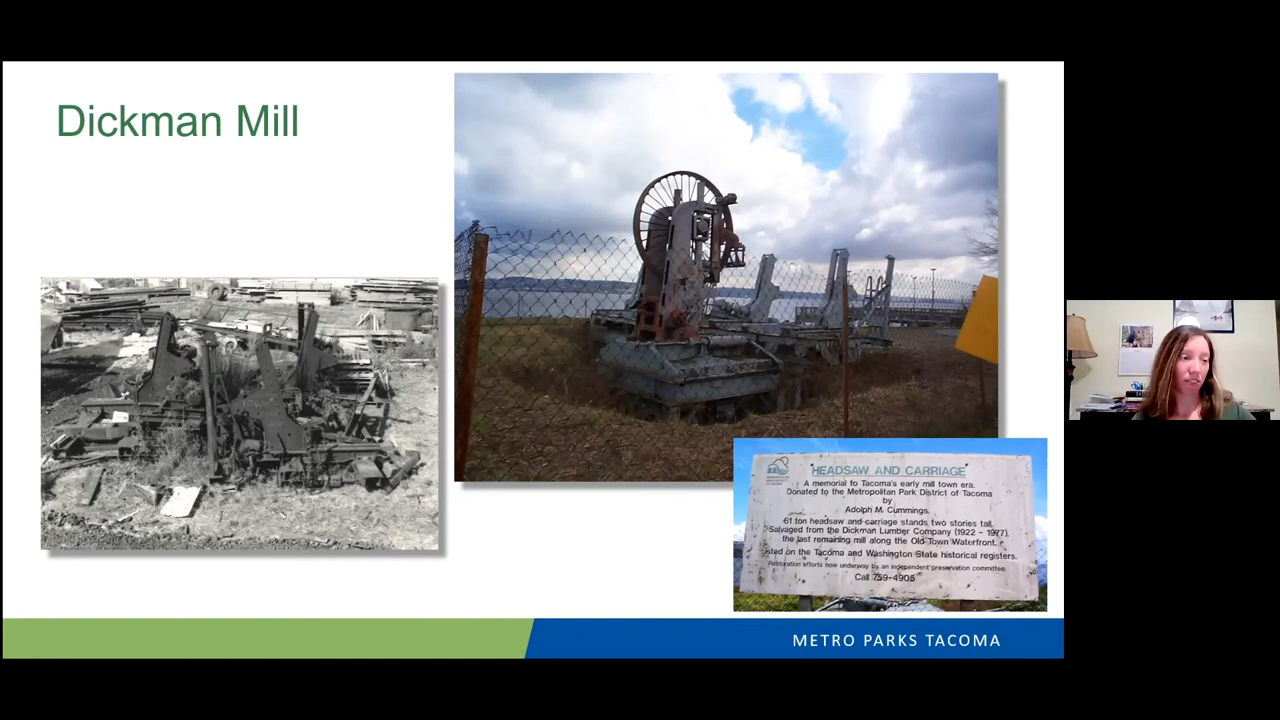 Dickman Mill
HEADSAW AND CARRIAGE
A memorial to Tacoma's early mill town era.
Donated to the Metropolitan Park District of Tacoma
by
Adolph M. Cummings.
61 ton headsaw and carriage stands two stories tall.
Salvaged from the Dickman Lumber Company (1922 - 1977),
the last remaining mill along the Old Town Waterfront.
Listed on the Tacoma and Washington State historical registers.
Restoration efforts now underway by an independent preservation committee.
Call 759-4905
METRO PARKS TACOMA